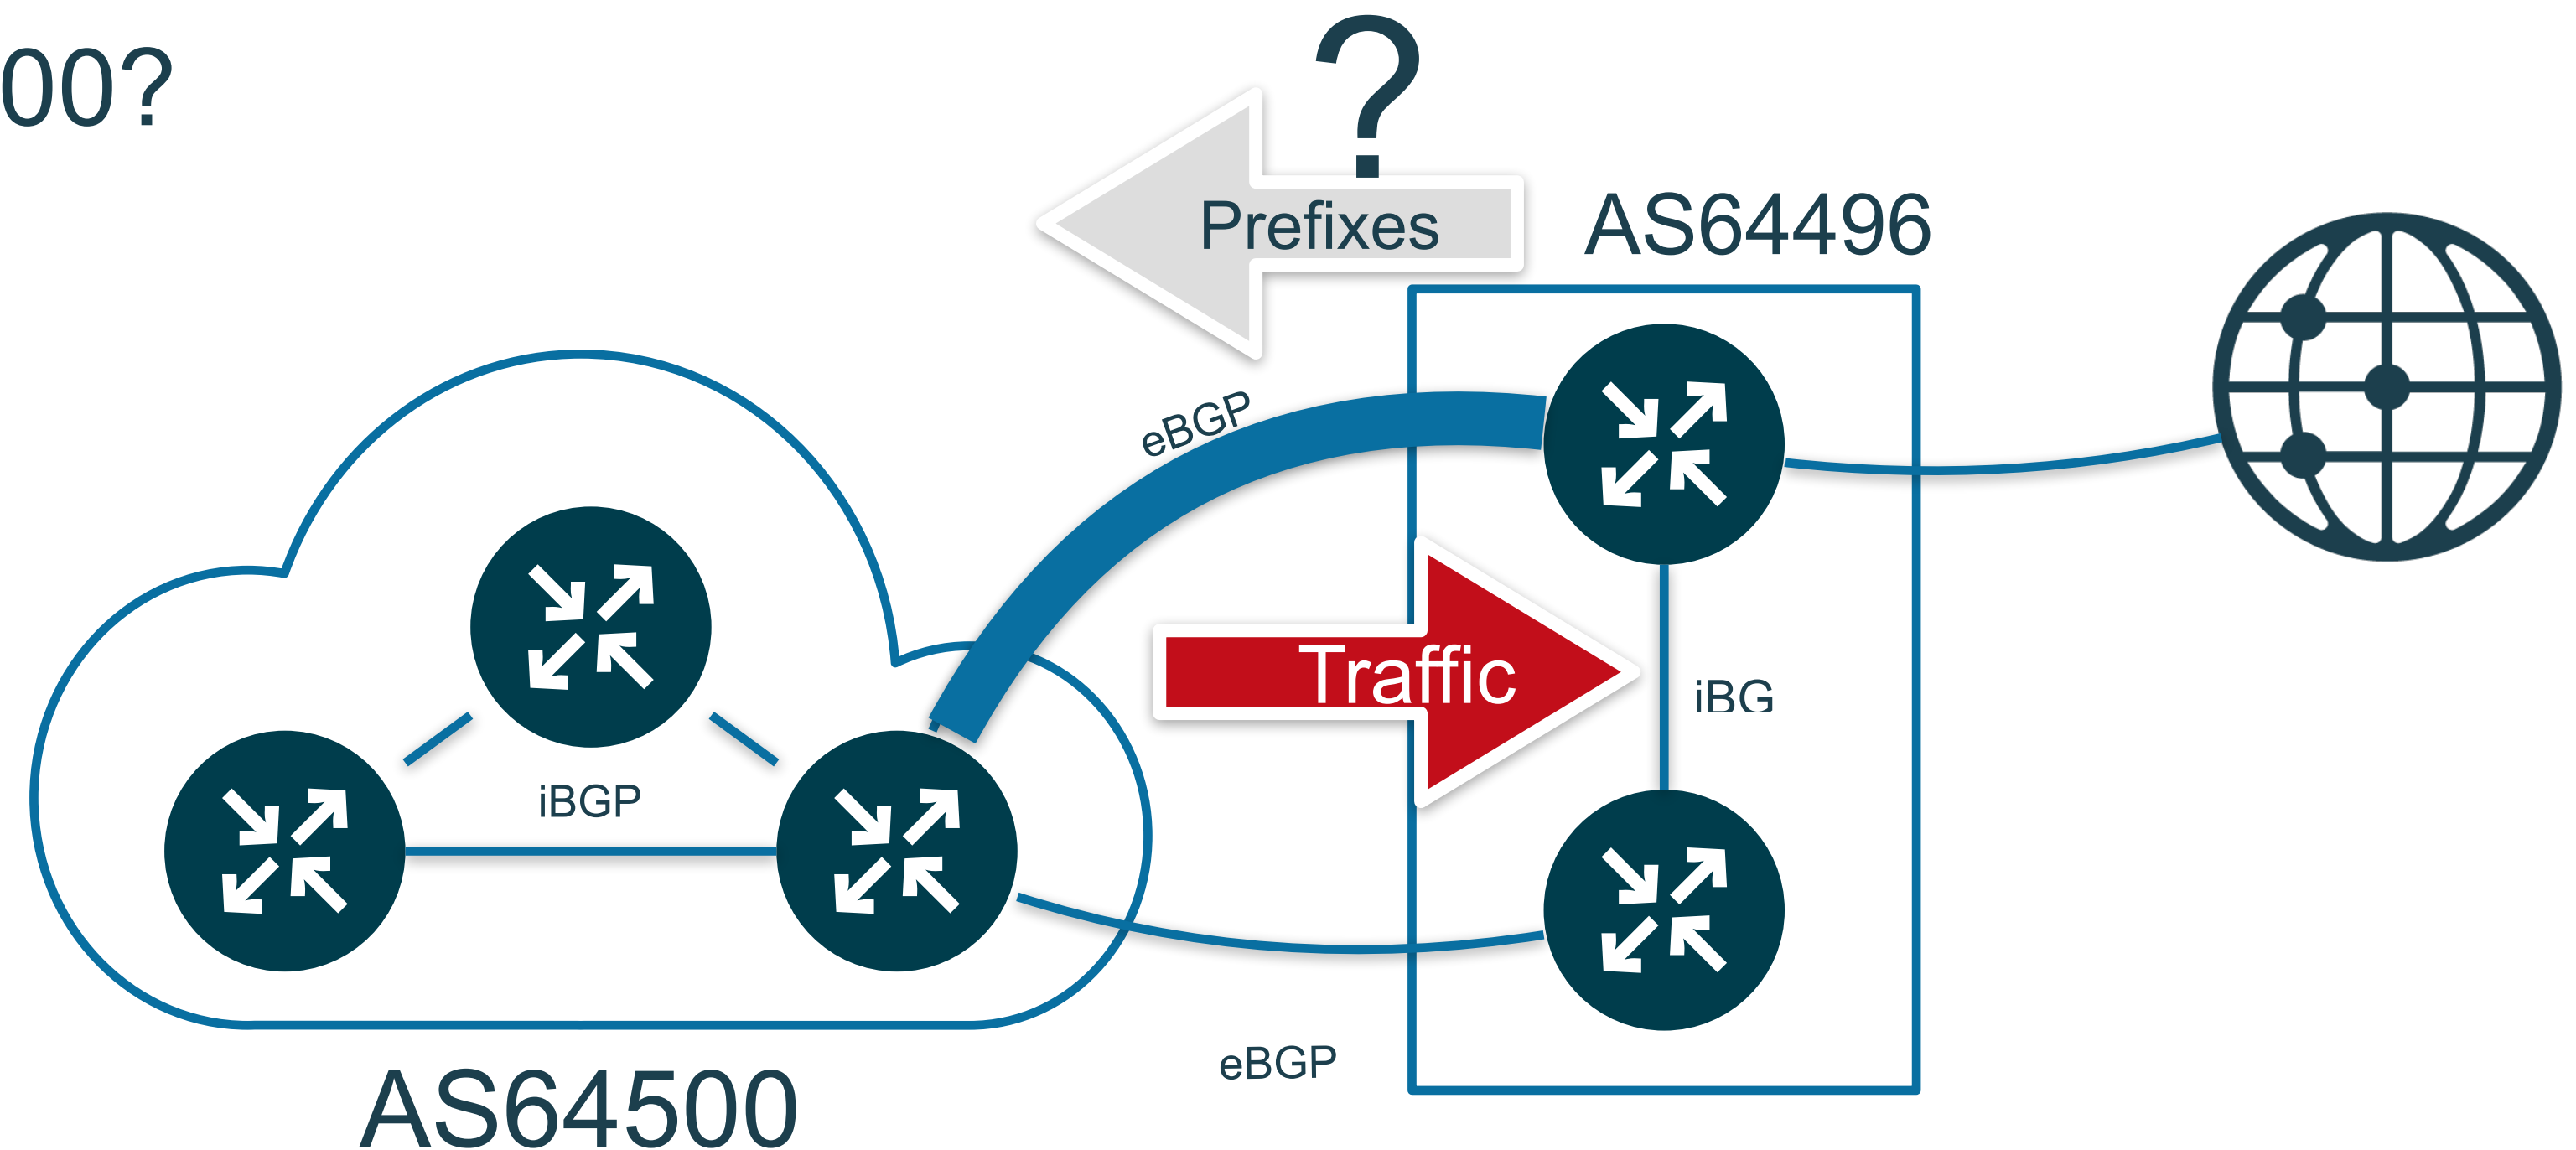 00?
?
Prefixes
AS64496
eBGP
Traffic
iBG
iBGP
eBGP
AS64500